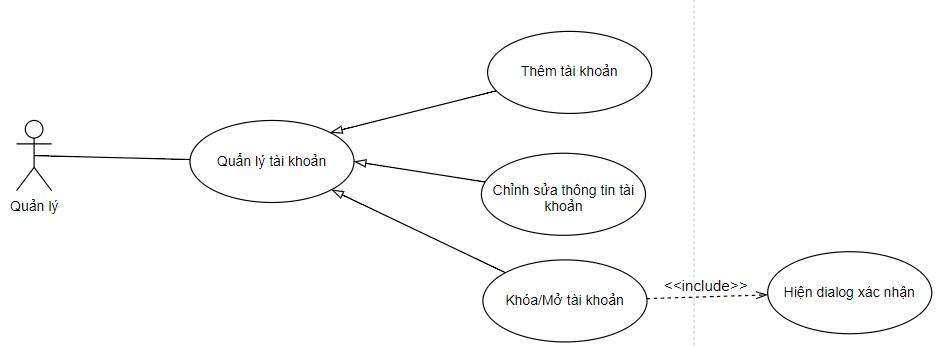 Thêm tài khoản
Quẩn lý tài khoản
Quản lý
Chỉnh sửa thông tin tài
khoản
Khóa/Mở tài khoản
<<include>>
Hiện dialog xác nhận